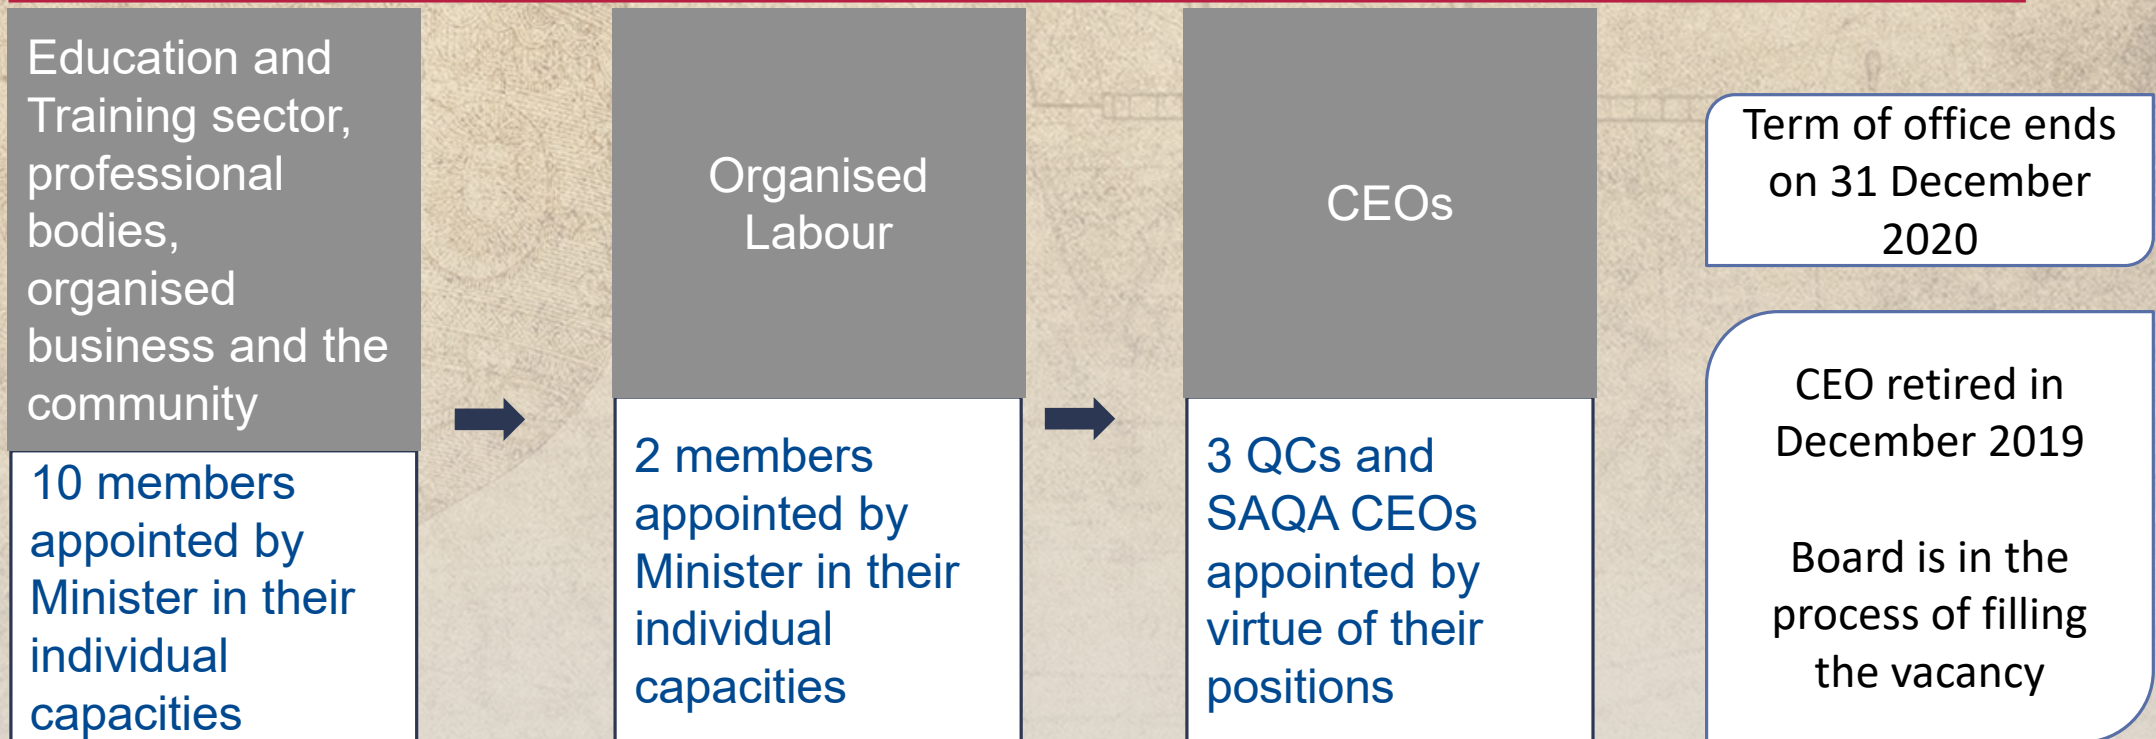 Education and
Training sector,
professional
bodies,
organised
business and the
community
10 members
appointed by
Minister in their
individual
capacities
Organised
Labour
2 members
appointed by
Minister in their
individual
capacities
CEOs
3 QCs and
SAQA CEOs
appointed by
virtue of their
positions
Term of office ends
on 31 December
2020
CEO retired in
December 2019
Board is in the
process of filling
the vacancy